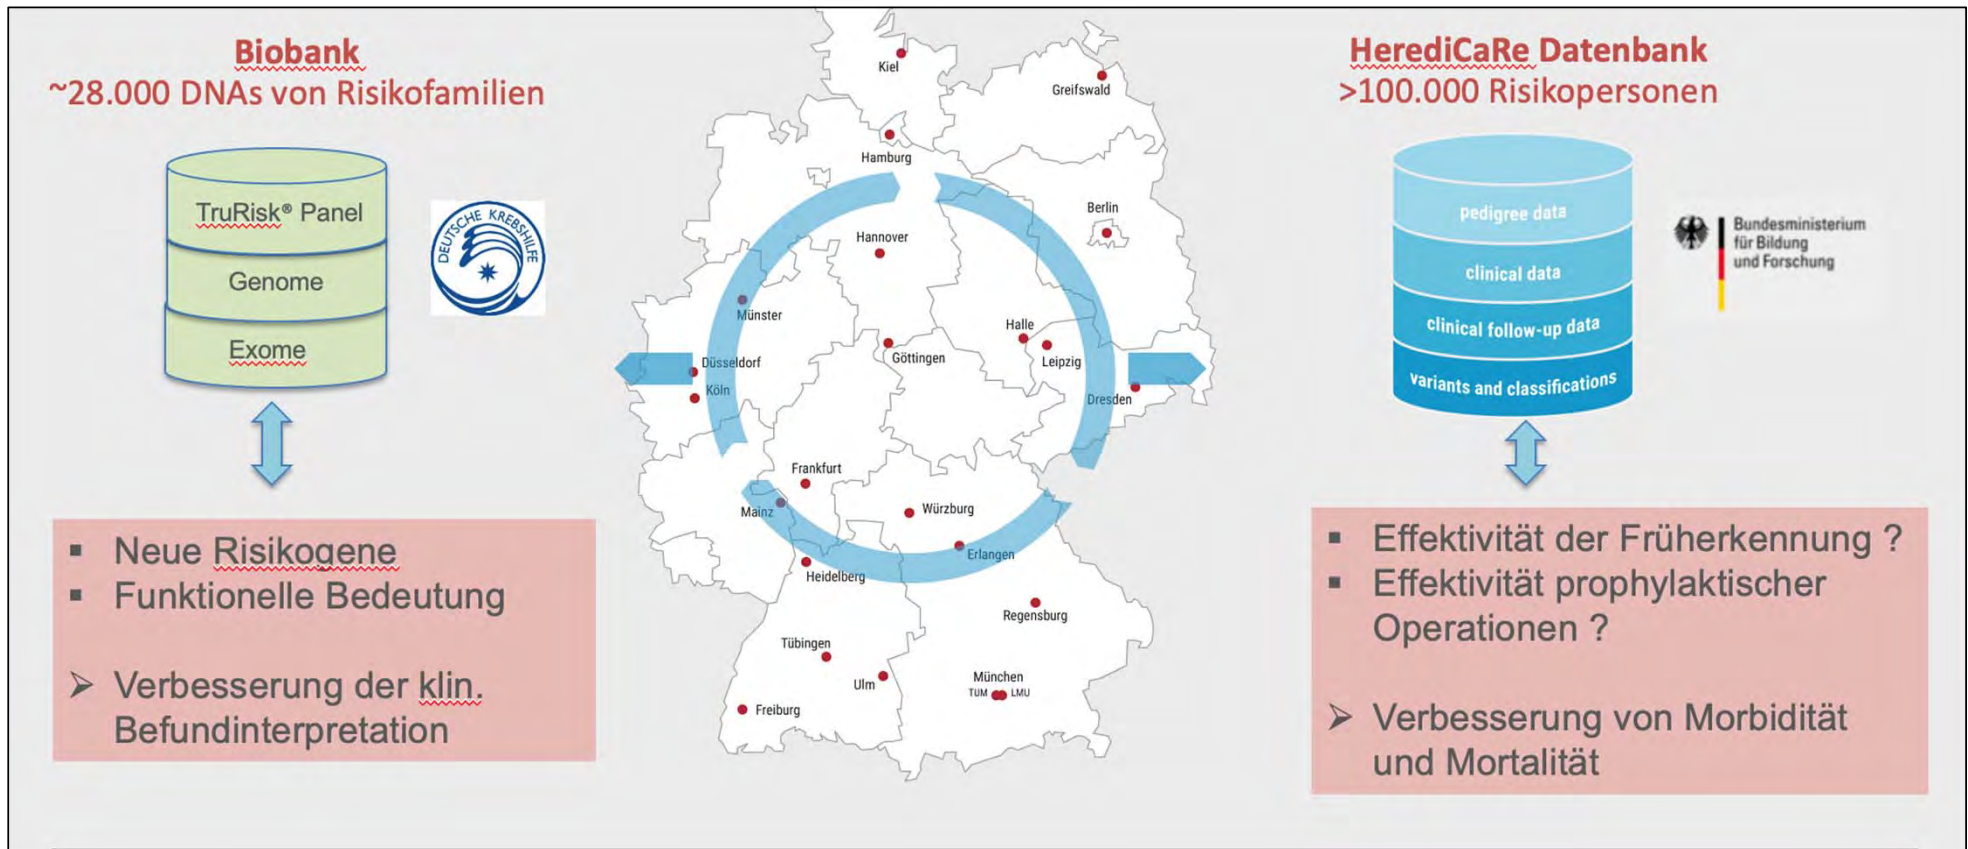 Biobank
~28.000 DNAs von Risikofamilien
TruRisk® Panel
Genome
Exome
DEUTSCHE KREBSHILFE
▪ Neue Risikogene
▪ Funktionelle Bedeutung
➢ Verbesserung der klin.
Befundinterpretation
Kiel
Greifswald
Hamburg
Berlin
Hannover
Münster
Halle
Göttingen
Leipzig
Düsseldorf
Köln
Dresden
Frankfurt
Mainz
Würzburg
Erlangen
Heidelberg
Regensburg
Tübingen
Ulm
München
TUM LMU
Freiburg
HerediCaRe Datenbank
>100.000 Risikopersonen
pedigree data
clinical data
clinical follow-up data
variants and classifications
Bundesministerium
für Bildung
und Forschung
▪ Effektivität der Früherkennung ?
▪ Effektivität prophylaktischer
Operationen ?
➢ Verbesserung von Morbidität
und Mortalität